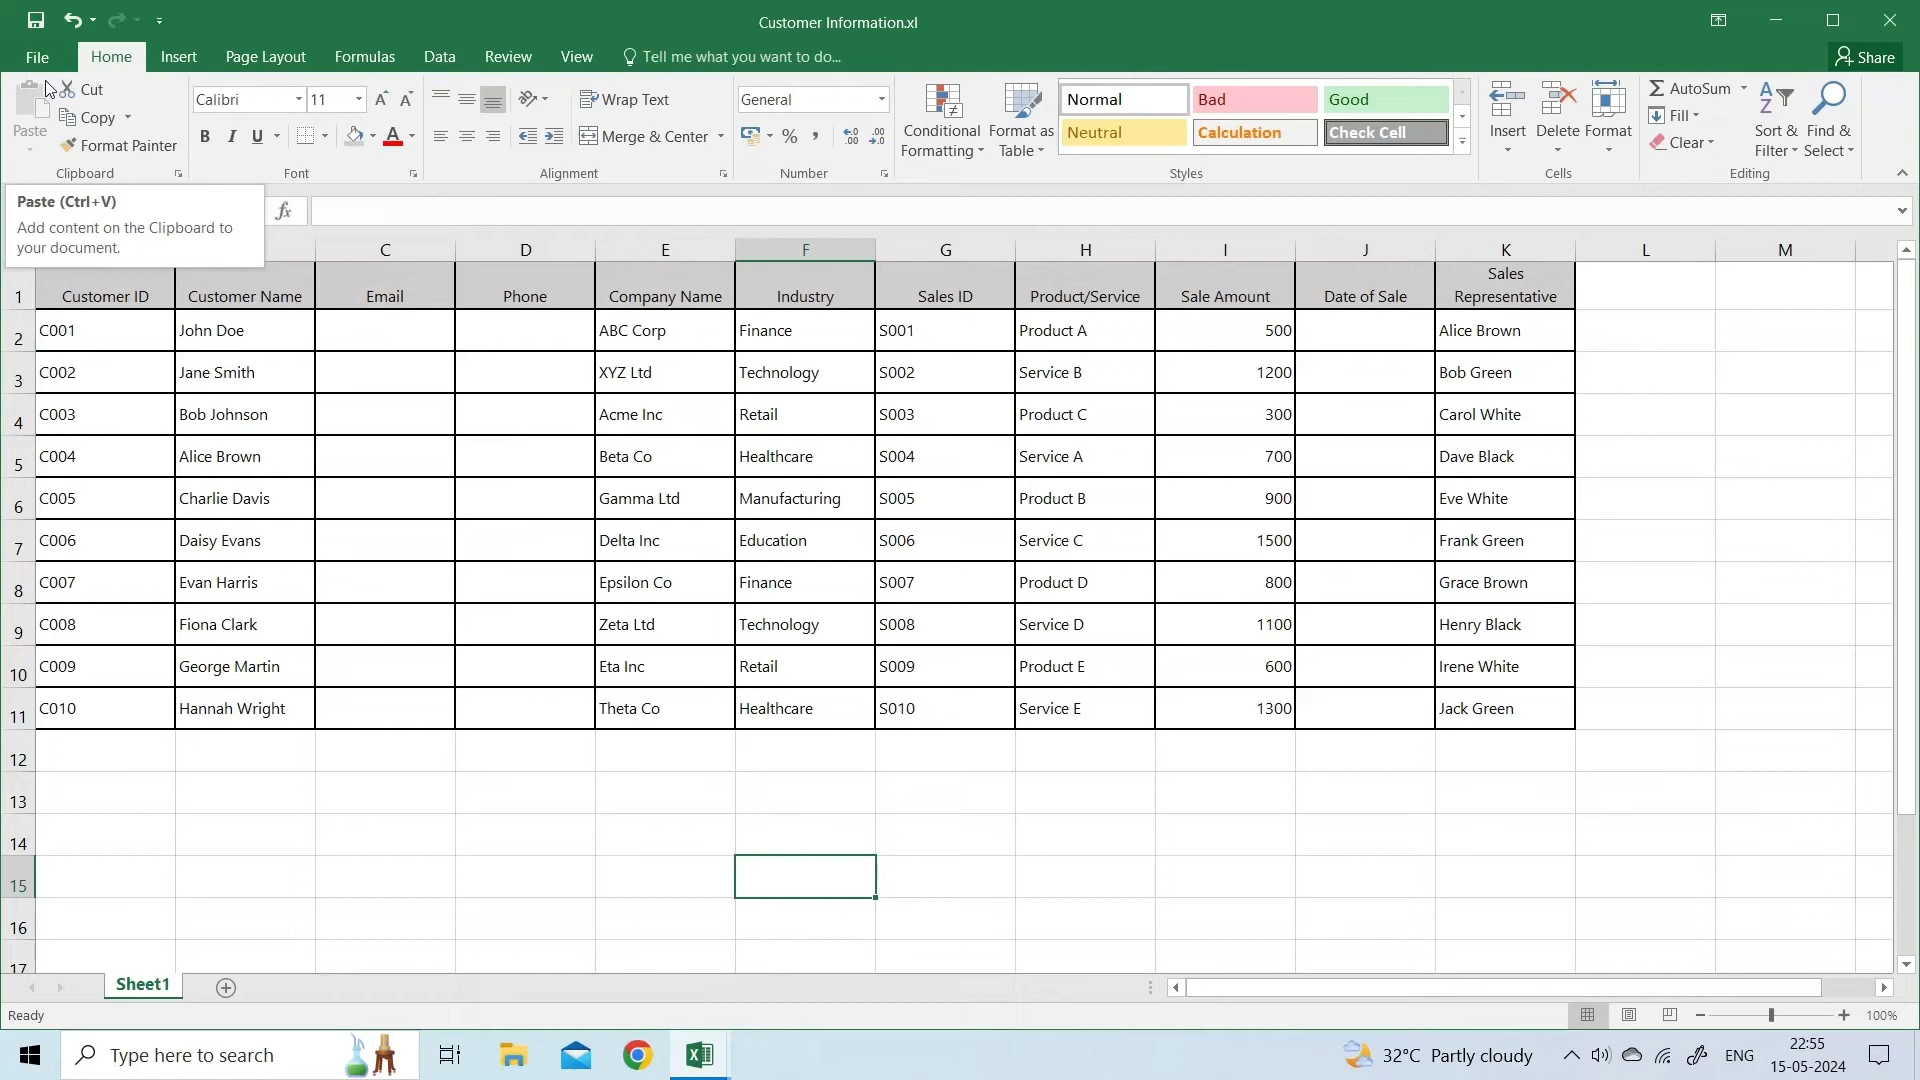 Customer Information.xl
File Home Insert Page Layout Formulas Data Review View Tell me what you want to do... Share
Paste
Cut
Copy
Format Painter
Clipboard
Calibri 11 A A
B I U A
Font
Wrap Text
Merge & Center
Alignment
General
% , .0 .00
Number
Conditional Formatting
Format as Table
Normal Bad Good
Neutral Calculation Check Cell
Styles
Insert Delete Format
Cells
AutoSum
Fill
Clear
Sort & Filter
Find & Select
Editing
Paste (Ctrl+V)
Add content on the Clipboard to
your document.
fx
C D E F G H I J K L M
1 Customer ID Customer Name Email Phone Company Name Industry Sales ID Product/Service Sale Amount Date of Sale Sales Representative
2 C001 John Doe ABC Corp Finance S001 Product A 500 Alice Brown
3 C002 Jane Smith XYZ Ltd Technology S002 Service B 1200 Bob Green
4 C003 Bob Johnson Acme Inc Retail S003 Product C 300 Carol White
5 C004 Alice Brown Beta Co Healthcare S004 Service A 700 Dave Black
6 C005 Charlie Davis Gamma Ltd Manufacturing S005 Product B 900 Eve White
7 C006 Daisy Evans Delta Inc Education S006 Service C 1500 Frank Green
8 C007 Evan Harris Epsilon Co Finance S007 Product D 800 Grace Brown
9 C008 Fiona Clark Zeta Ltd Technology S008 Service D 1100 Henry Black
10 C009 George Martin Eta Inc Retail S009 Product E 600 Irene White
11 C010 Hannah Wright Theta Co Healthcare S010 Service E 1300 Jack Green
12
13
14
15
16
17
Sheet1
Ready 100%
Type here to search 32°C Partly cloudy ENG 22:55
15-05-2024